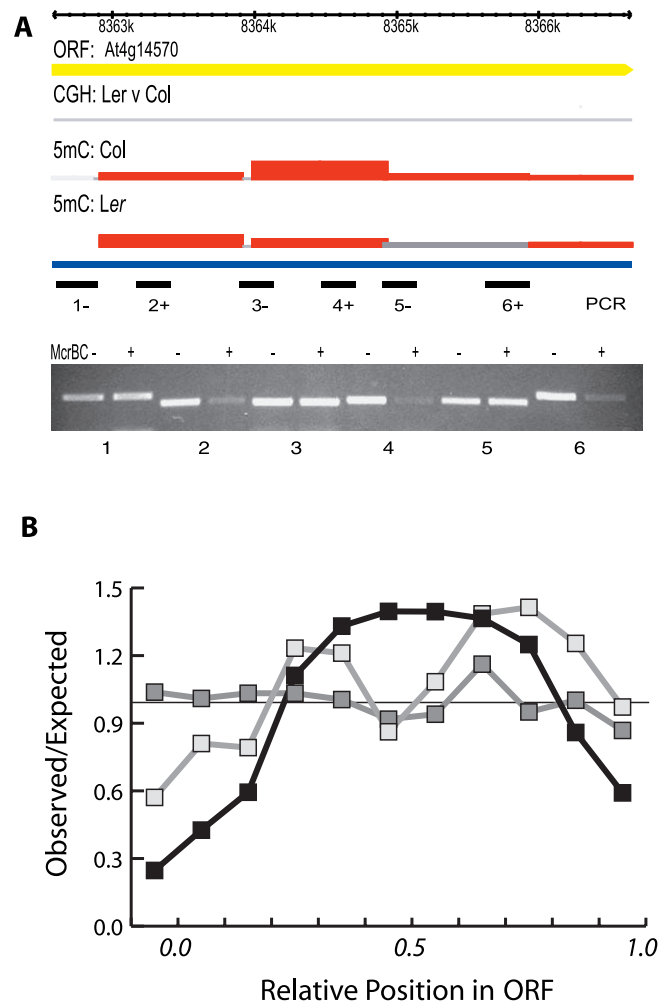 A
8363k 8364k 8365k 8366k
ORF: At4g14570
CGH: Ler v Col
5mC: Col
5mC: Ler
1- 2+ 3- 4+ 5- 6+ PCR
McrBC - + - + - + - + - + - +
1 2 3 4 5 6
B
1.5
1.2
0.9
0.6
0.3
0.0
Observed/Expected
0.0 0.5 1.0
Relative Position in ORF